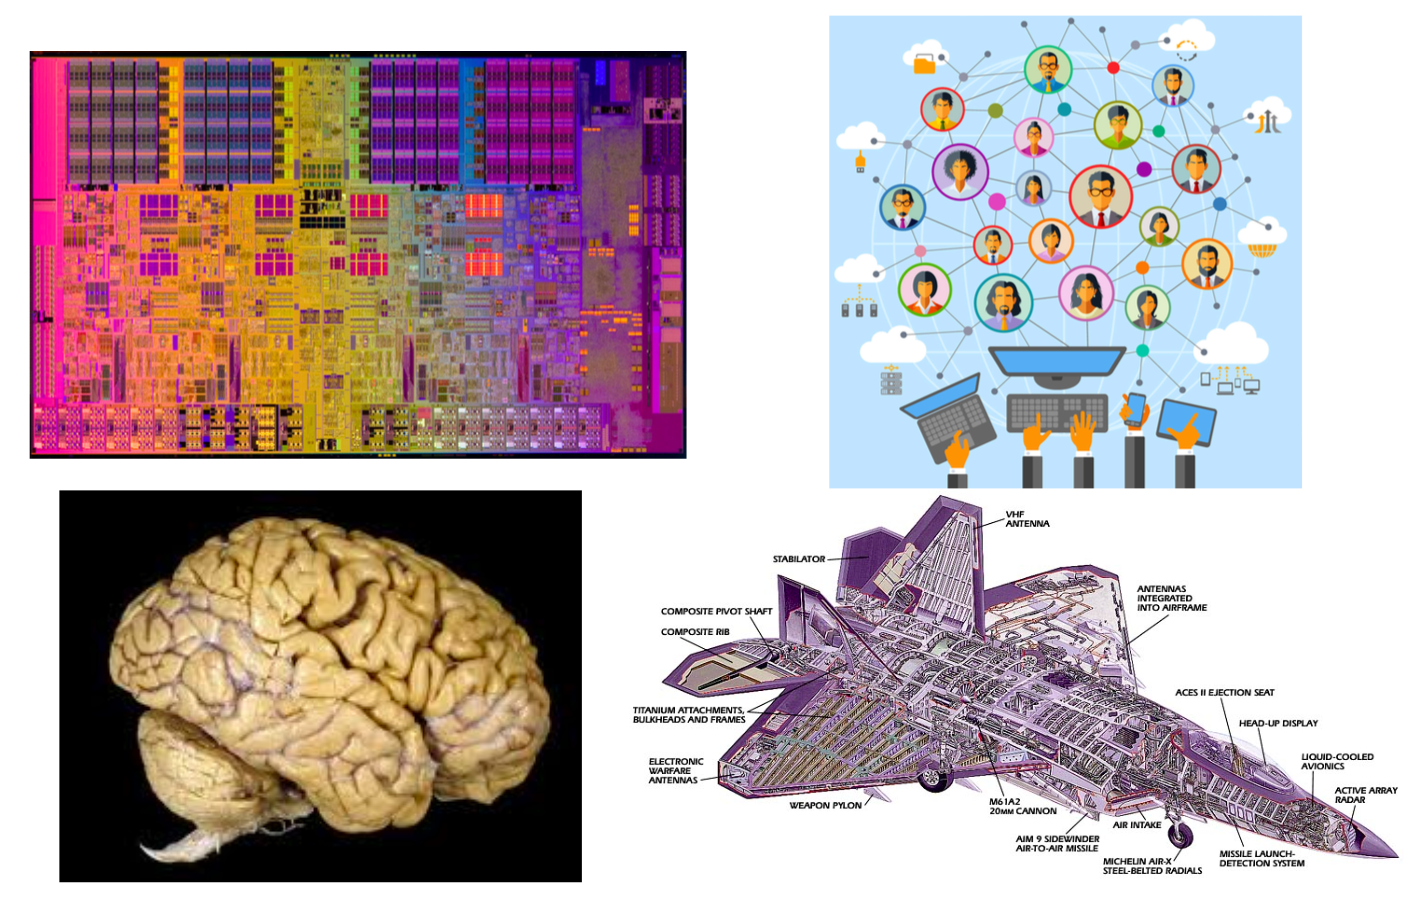 VHF
ANTENNA
STABILATOR
ANTENNAS
INTEGRATED
INTO AIRFRAME
COMPOSITE PIVOT SHAFT
COMPOSITE RIB
ACES II EJECTION SEAT
TITANIUM ATTACHMENTS,
BULKHEADS AND FRAMES
HEAD-UP DISPLAY
LIQUID-COOLED
AVIONICS
ELECTRONIC
WARFARE
ANTENNAS
ACTIVE ARRAY
RADAR
WEAPON PYLON
M61A2
20MM CANNON
AIR INTAKE
AIM 9 SIDEWINDER
AIR-TO-AIR MISSILE
MISSILE LAUNCH-
DETECTION SYSTEM
MICHELIN AIR-X
STEEL-BELTED RADIALS